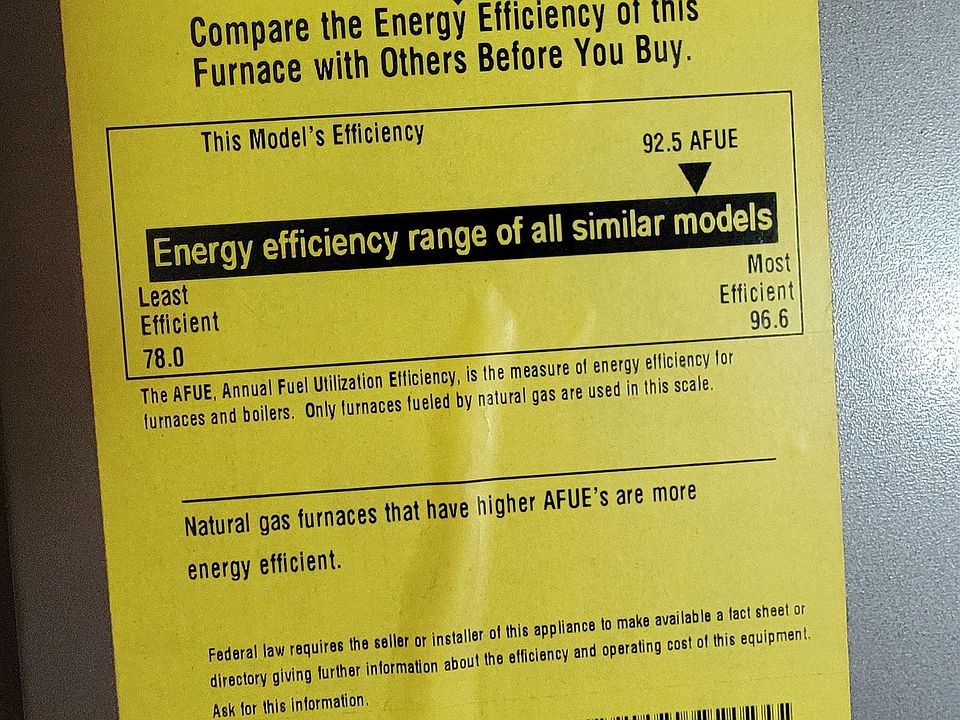 Compare the Energy Efficiency of this
Furnace with Others Before You Buy.
This Model's Efficiency
92.5 AFUE
Energy efficiency range of all similar models
Least
Efficient
78.0
Most
Efficient
96.6
The AFUE, Annual Fuel Utilization Efficiency, is the measure of energy efficiency for
furnaces and boilers. Only furnaces fueled by natural gas are used in this scale.
Natural gas furnaces that have higher AFUE's are more
energy efficient.
Federal law requires the seller or installer of this appliance to make available a fact sheet or
directory giving further information about the efficiency and operating cost of this equipment.
Ask for this information.